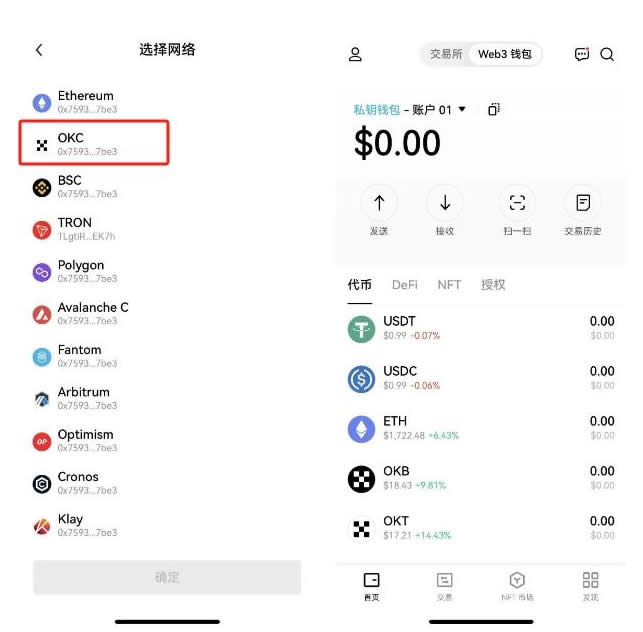 选择网络
Ethereum
0x7593...7be3
OKC
0x7593...7be3
BSC
0x7593...7be3
TRON
TLgtiR...EK7h
Polygon
0x7593...7be3
Avalanche C
0x7593...7be3
Fantom
0x7593...7be3
Arbitrum
0x7593...7be3
Optimism
0x7593...7be3
Cronos
0x7593...7be3
Klay
0x7593...7be3
确定
交易所 Web3 钱包
私钥钱包 – 账户 01
$0.00
发送 接收 扫一扫 交易历史
代币 DeFi NFT 授权
USDT 0.00
$0.99 -0.07% $0.00
USDC 0.00
$0.99 -0.06% $0.00
ETH 0.00
$1,722.48 +6.43% $0.00
OKB 0.00
$18.43 +9.81% $0.00
OKT 0.00
$17.21 +14.43% $0.00
首页 交易 NFT 市场 发现